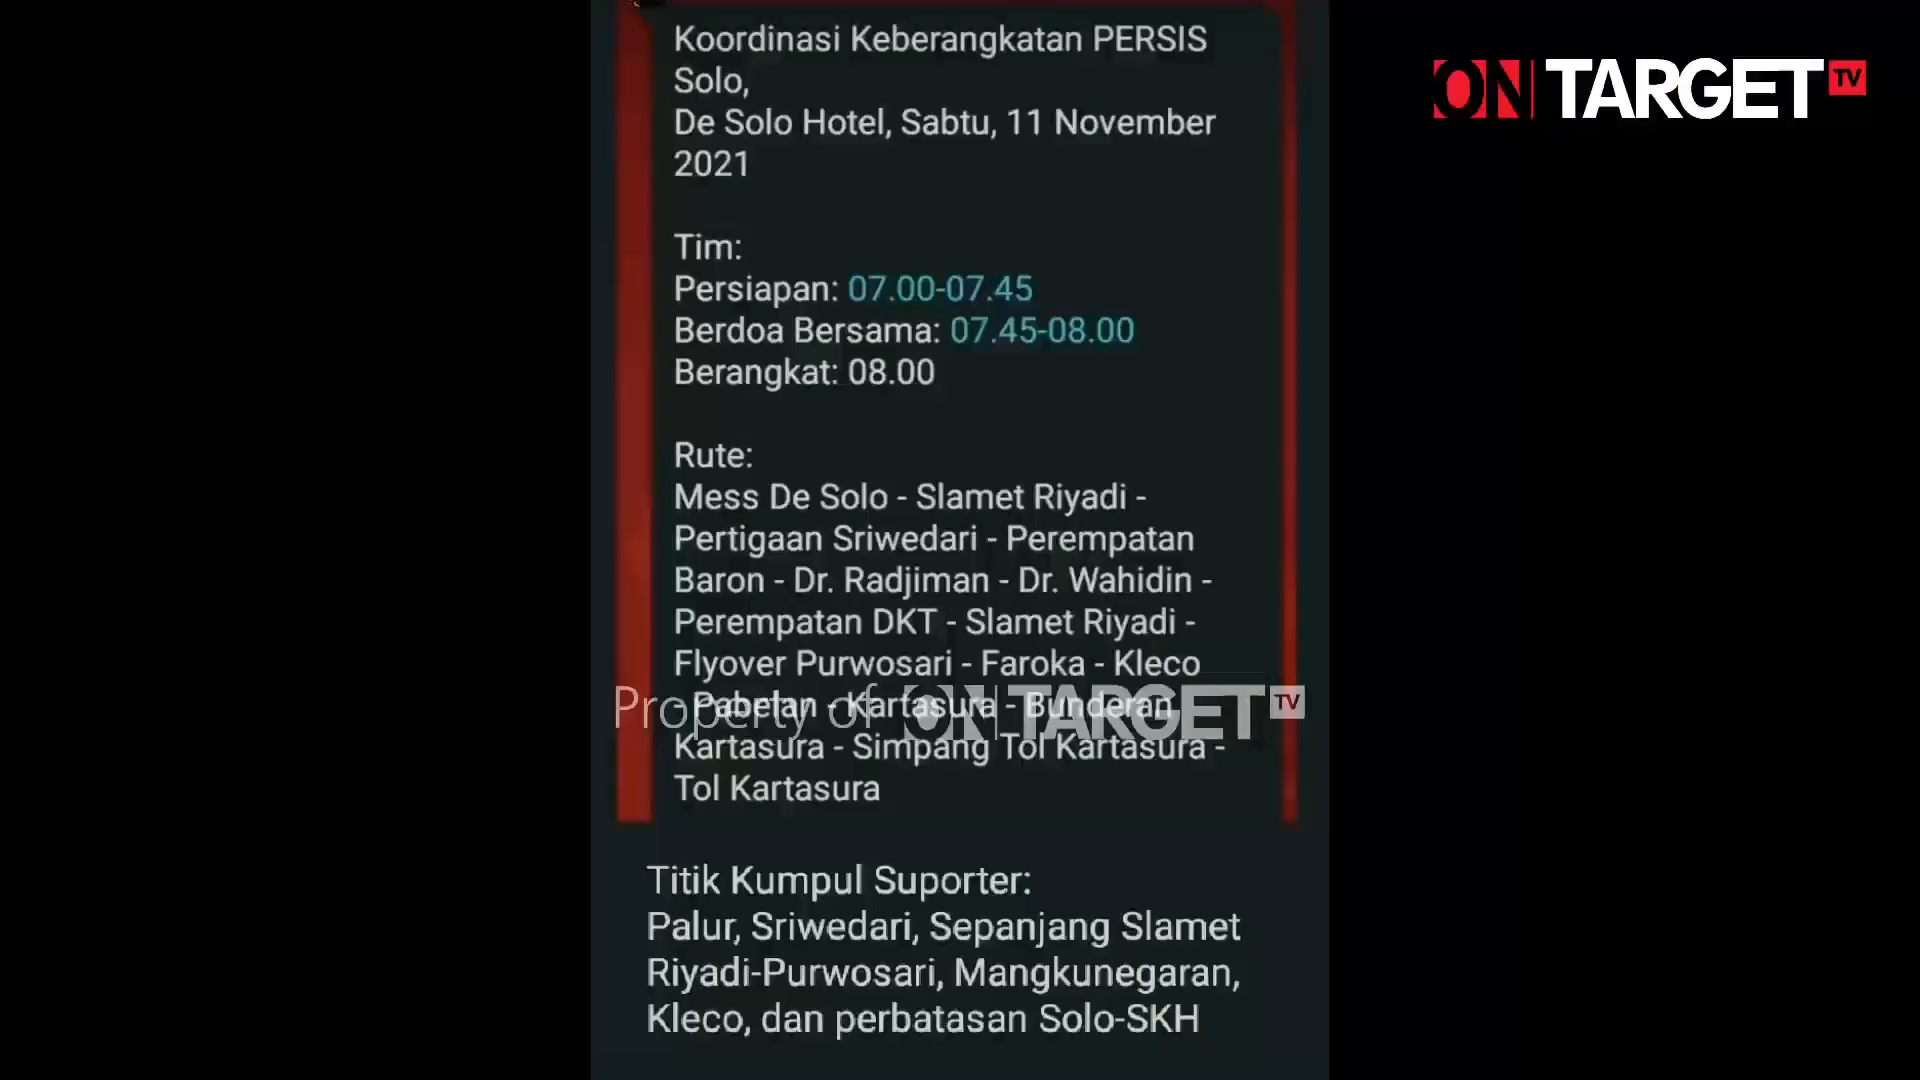 Koordinasi Keberangkatan PERSIS
Solo,
De Solo Hotel, Sabtu, 11 November
2021
ON TARGET TV
Tim:
Persiapan: 07.00-07.45
Berdoa Bersama: 07.45-08.00
Berangkat: 08.00
Rute:
Mess De Solo - Slamet Riyadi -
Pertigaan Sriwedari - Perempatan
Baron - Dr. Radjiman - Dr. Wahidin -
Perempatan DKT - Slamet Riyadi -
Flyover Purwosari - Faroka - Kleco
- Pabelan - Kartasura - Bunderan
Property of ON TARGET TV
Kartasura - Simpang Tol Kartasura -
Tol Kartasura
Titik Kumpul Suporter:
Palur, Sriwedari, Sepanjang Slamet
Riyadi-Purwosari, Mangkunegaran,
Kleco, dan perbatasan Solo-SKH